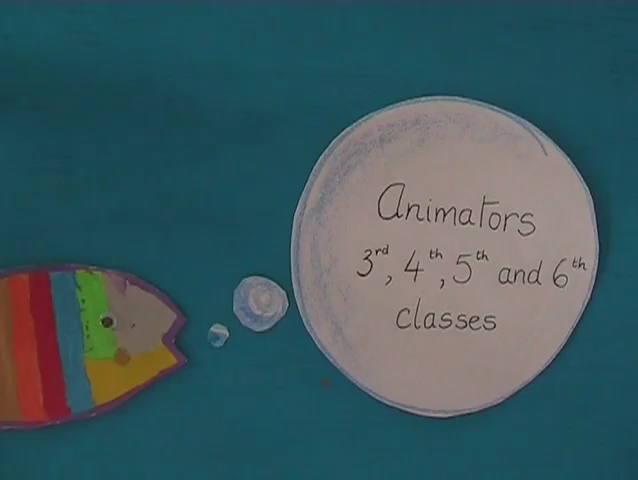 Animators
3rd, 4th, 5th and 6th
classes